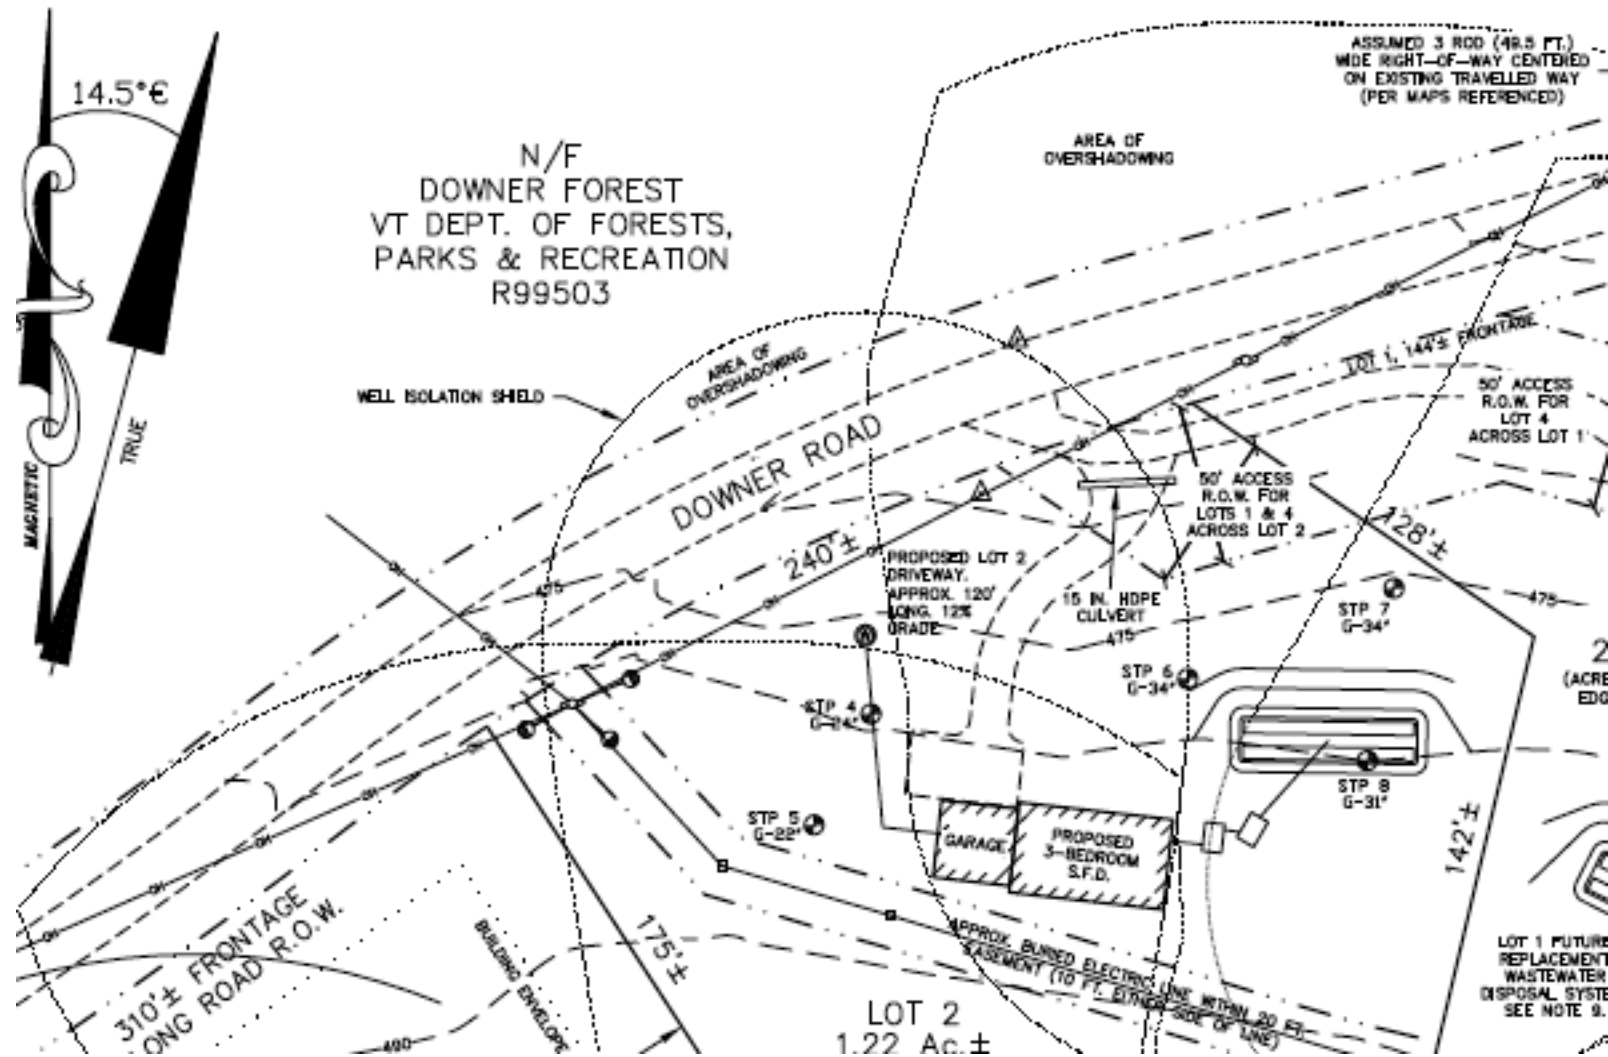 14.5°E
MAGNETIC
TRUE
N/F
DOWNER FOREST
VT DEPT. OF FORESTS,
PARKS & RECREATION
R99503
ASSUMED 3 ROD (49.5 FT.)
WIDE RIGHT-OF-WAY CENTERED
ON EXISTING TRAVELLED WAY
(PER MAPS REFERENCED)
AREA OF
OVERSHADOWING
AREA OF
OVERSHADOWING
WELL ISOLATION SHIELD
DOWNER ROAD
LOT 1, 144'± FRONTAGE
50' ACCESS
R.O.W. FOR
LOT 4
ACROSS LOT 1
50' ACCESS
R.O.W. FOR
LOTS 1 & 4
ACROSS LOT 2
128'±
240'±
PROPOSED LOT 2
DRIVEWAY.
APPROX. 120'
LONG. 12%
GRADE
15 IN. HDPE
CULVERT
475
475
475
STP 7
G-34"
STP 6
G-34"
STP 4
G-24"
STP 5
G-22"
STP 8
G-31"
GARAGE
PROPOSED
3-BEDROOM
S.F.D.
142'±
2
(ACRE
EDG
310'± FRONTAGE
LONG ROAD R.O.W.
BUILDING ENVELOPE
175'±
APPROX. BURIED ELECTRIC LINE WITHIN 20 FT.
EASEMENT (10 FT. EITHER SIDE OF LINE)
LOT 2
1.22 Ac.±
490
LOT 1 FUTURE
REPLACEMENT
WASTEWATER
DISPOSAL SYSTE
SEE NOTE 9.